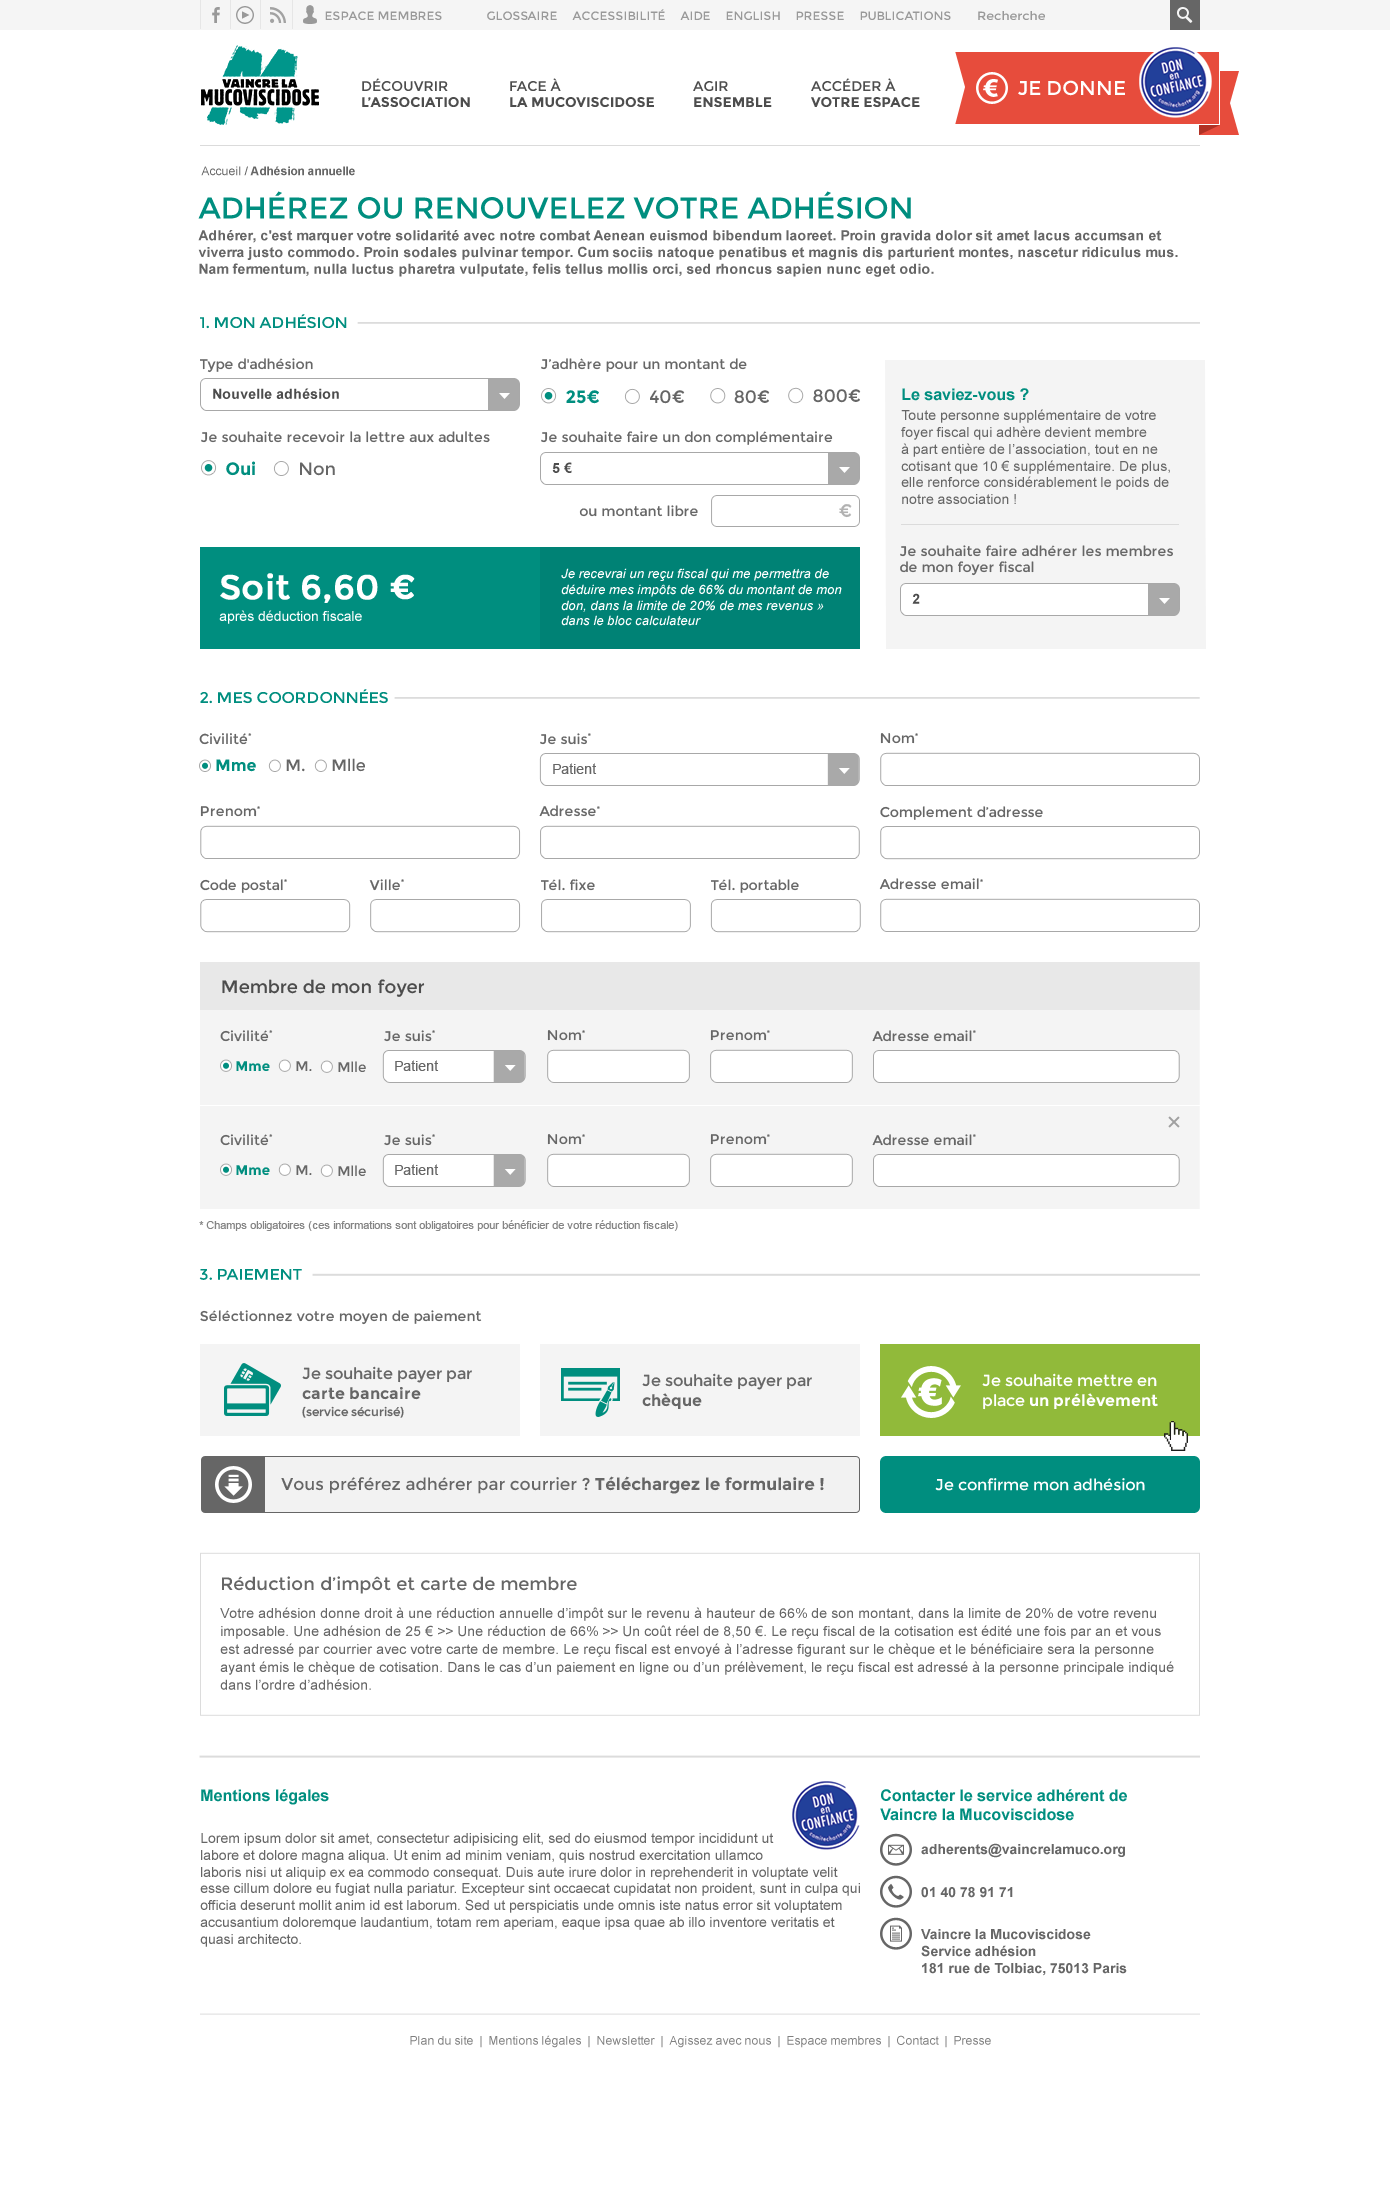 ESPACE MEMBRES
GLOSSAIRE ACCESSIBILITÉ AIDE ENGLISH PRESSE PUBLICATIONS Recherche
VAINCRE LA
MUCOVISCIDOSE
DÉCOUVRIR
L'ASSOCIATION
FACE À
LA MUCOVISCIDOSE
AGIR
ENSEMBLE
ACCÉDER À
VOTRE ESPACE
€ JE DONNE
DON
en
CONFIANCE
comitecharte.org
Accueil / Adhésion annuelle
ADHÉREZ OU RENOUVELEZ VOTRE ADHÉSION
Adhérer, c'est marquer votre solidarité avec notre combat Aenean euismod bibendum laoreet. Proin gravida dolor sit amet lacus accumsan et
viverra justo commodo. Proin sodales pulvinar tempor. Cum sociis natoque penatibus et magnis dis parturient montes, nascetur ridiculus mus.
Nam fermentum, nulla luctus pharetra vulputate, felis tellus mollis orci, sed rhoncus sapien nunc eget odio.
1. MON ADHÉSION
Type d'adhésion
Nouvelle adhésion
J'adhère pour un montant de
25€ 40€ 80€ 800€
Je souhaite recevoir la lettre aux adultes
Oui Non
Je souhaite faire un don complémentaire
5 €
ou montant libre €
Soit 6,60 €
après déduction fiscale
Je recevrai un reçu fiscal qui me permettra de
déduire mes impôts de 66% du montant de mon
don, dans la limite de 20% de mes revenus »
dans le bloc calculateur
Le saviez-vous ?
Toute personne supplémentaire de votre
foyer fiscal qui adhère devient membre
à part entière de l'association, tout en ne
cotisant que 10 € supplémentaire. De plus,
elle renforce considérablement le poids de
notre association !
Je souhaite faire adhérer les membres
de mon foyer fiscal
2
2. MES COORDONNÉES
Civilité*
Mme M. Mlle
Je suis*
Patient
Nom*
Prenom*
Adresse*
Complement d'adresse
Code postal*
Ville*
Tél. fixe
Tél. portable
Adresse email*
Membre de mon foyer
Civilité* Je suis* Nom* Prenom* Adresse email*
Mme M. Mlle Patient
Civilité* Je suis* Nom* Prenom* Adresse email*
Mme M. Mlle Patient
* Champs obligatoires (ces informations sont obligatoires pour bénéficier de votre réduction fiscale)
3. PAIEMENT
Séléctionnez votre moyen de paiement
Je souhaite payer par
carte bancaire
(service sécurisé)
Je souhaite payer par
chèque
€
Je souhaite mettre en
place un prélèvement
Vous préférez adhérer par courrier ? Téléchargez le formulaire !
Je confirme mon adhésion
Réduction d'impôt et carte de membre
Votre adhésion donne droit à une réduction annuelle d'impôt sur le revenu à hauteur de 66% de son montant, dans la limite de 20% de votre revenu
imposable. Une adhésion de 25 € >> Une réduction de 66% >> Un coût réel de 8,50 €. Le reçu fiscal de la cotisation est édité une fois par an et vous
est adressé par courrier avec votre carte de membre. Le reçu fiscal est envoyé à l'adresse figurant sur le chèque et le bénéficiaire sera la personne
ayant émis le chèque de cotisation. Dans le cas d'un paiement en ligne ou d'un prélèvement, le reçu fiscal est adressé à la personne principale indiqué
dans l'ordre d'adhésion.
Mentions légales
Lorem ipsum dolor sit amet, consectetur adipisicing elit, sed do eiusmod tempor incididunt ut
labore et dolore magna aliqua. Ut enim ad minim veniam, quis nostrud exercitation ullamco
laboris nisi ut aliquip ex ea commodo consequat. Duis aute irure dolor in reprehenderit in voluptate velit
esse cillum dolore eu fugiat nulla pariatur. Excepteur sint occaecat cupidatat non proident, sunt in culpa qui
officia deserunt mollit anim id est laborum. Sed ut perspiciatis unde omnis iste natus error sit voluptatem
accusantium doloremque laudantium, totam rem aperiam, eaque ipsa quae ab illo inventore veritatis et
quasi architecto.
DON
en
CONFIANCE
comitecharte.org
Contacter le service adhérent de
Vaincre la Mucoviscidose
adherents@vaincrelamuco.org
01 40 78 91 71
Vaincre la Mucoviscidose
Service adhésion
181 rue de Tolbiac, 75013 Paris
Plan du site | Mentions légales | Newsletter | Agissez avec nous | Espace membres | Contact | Presse